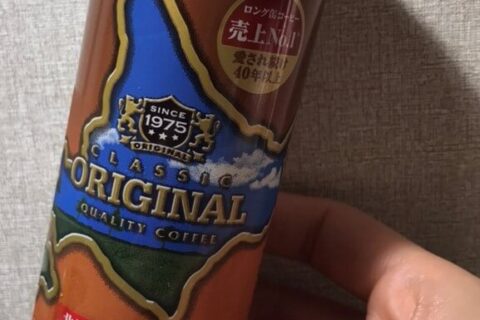 ロング缶コーヒー
売上No.1
愛され続け
40年以上
SINCE
1975
ORIGINAL
CLASSIC
ORIGINAL
QUALITY COFFEE